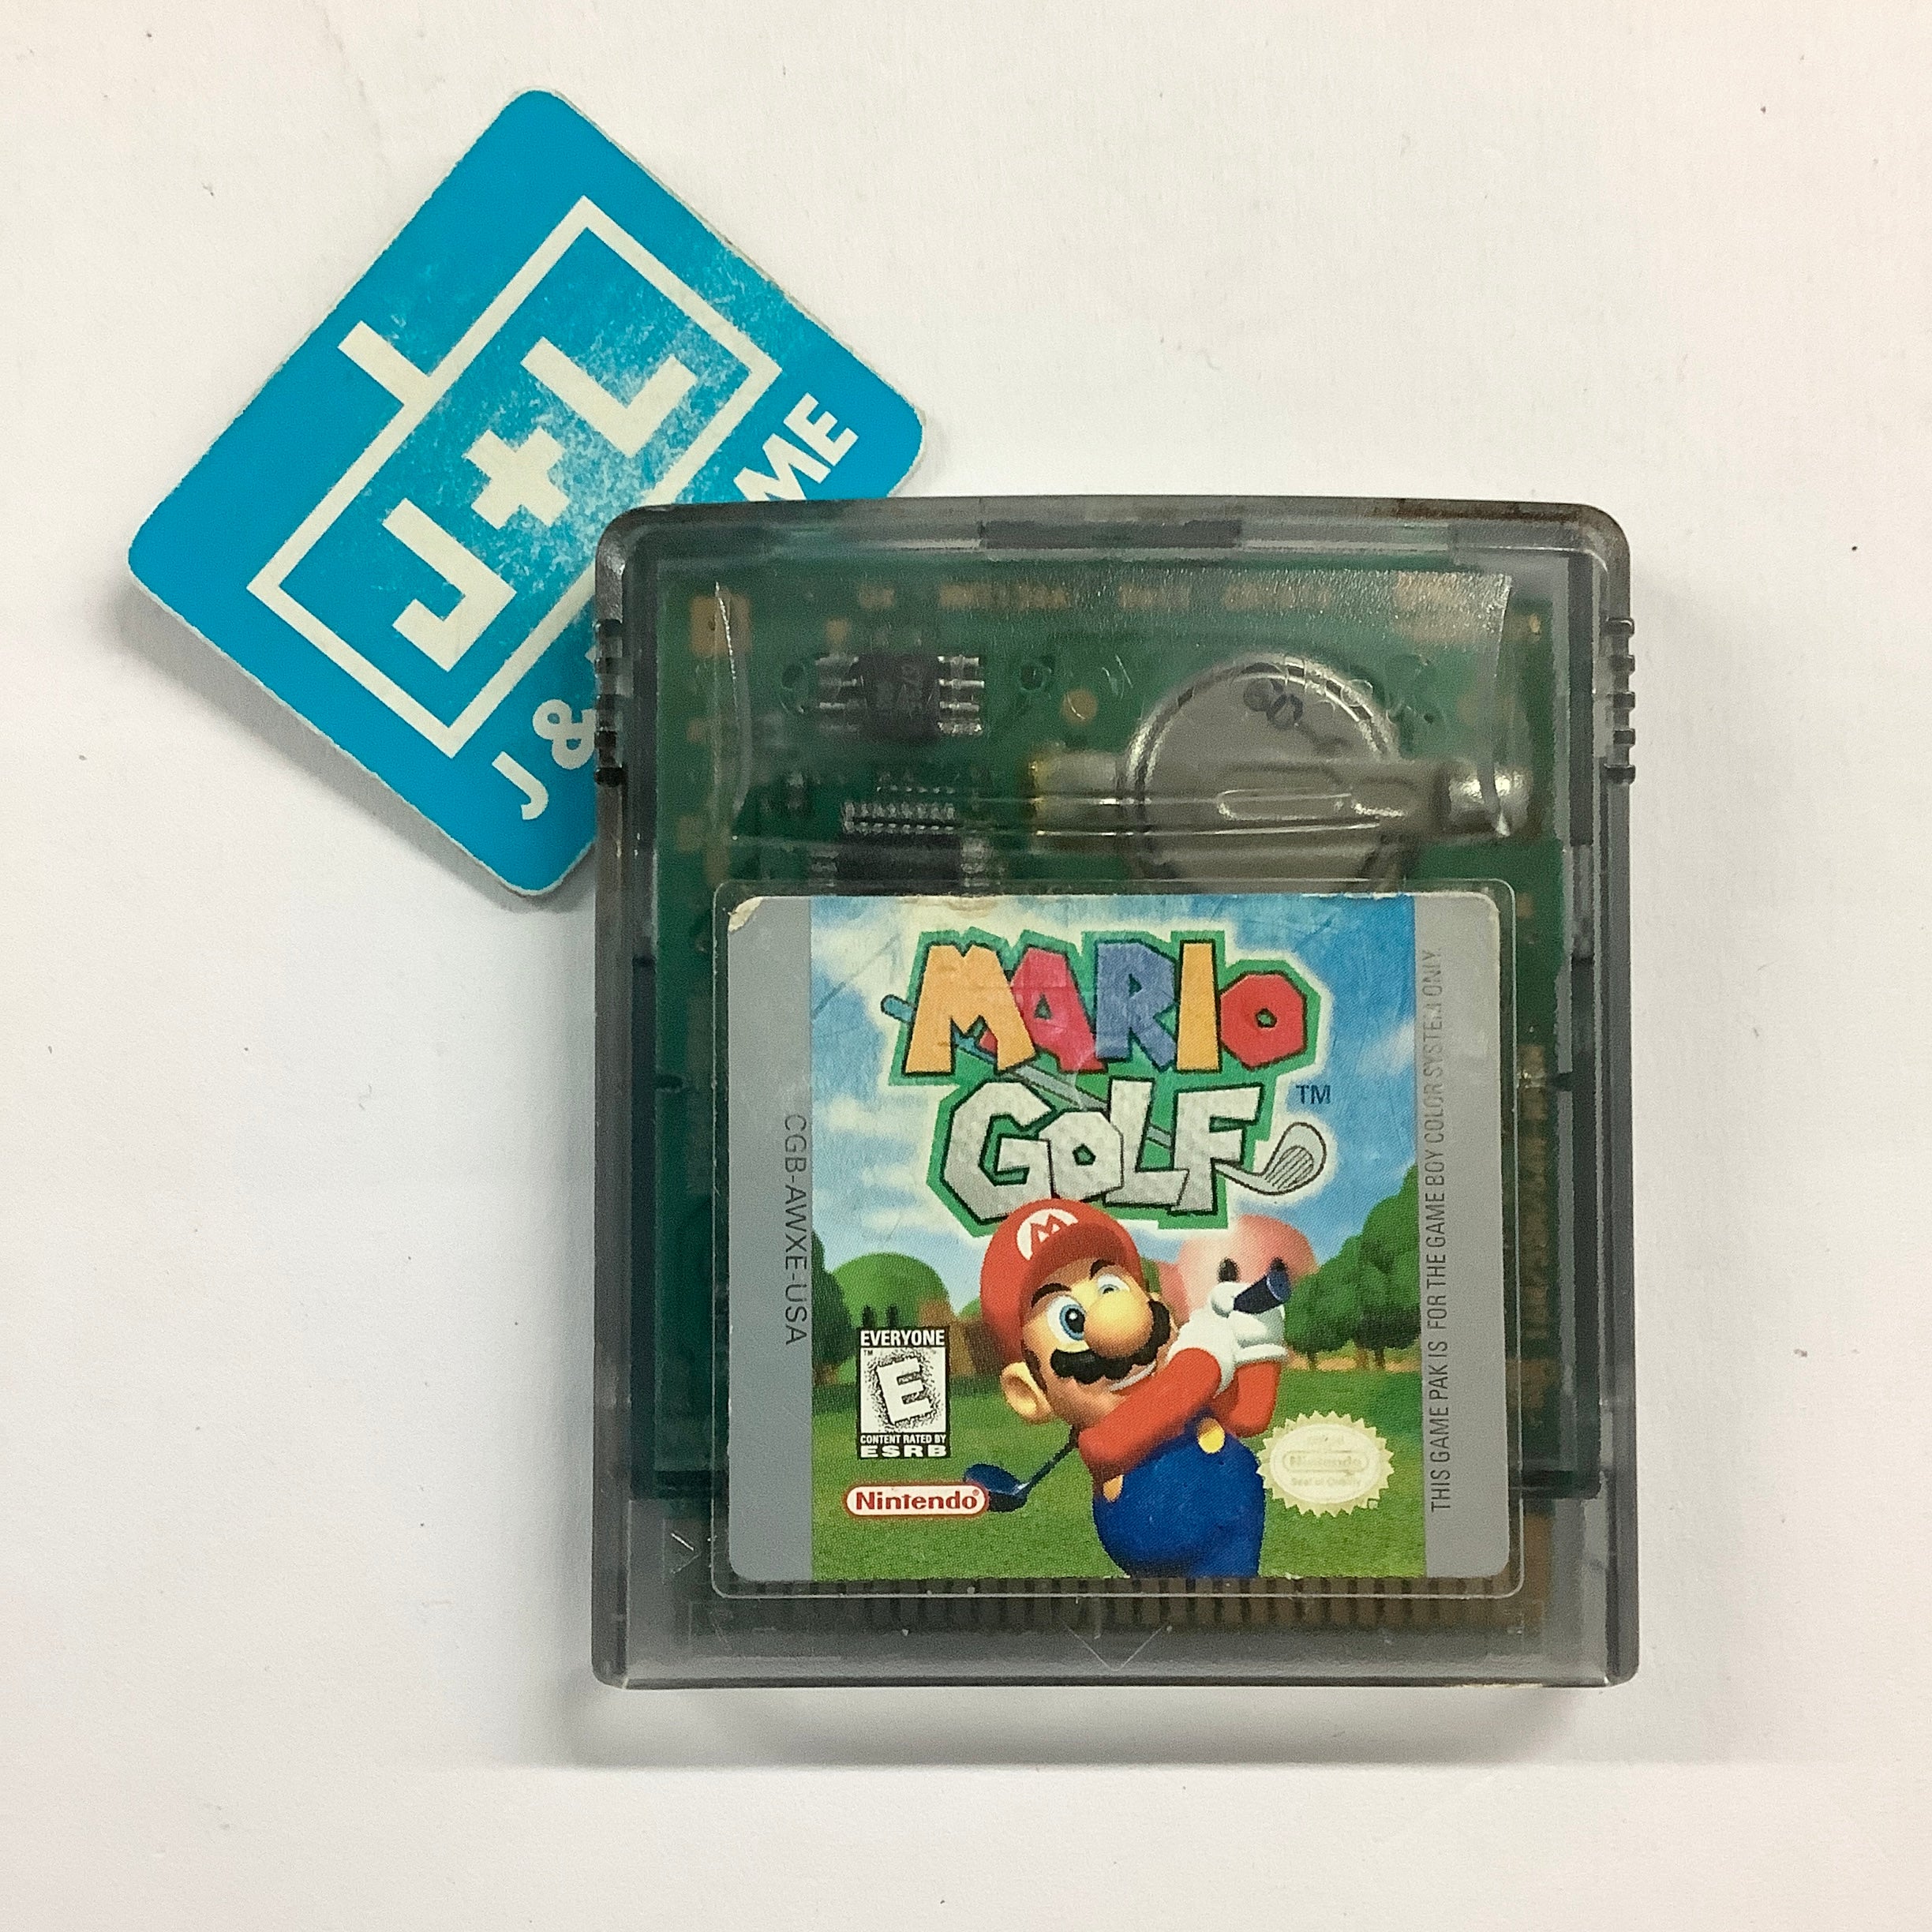 J+L
J &
ME
MARIO
GOLF
TM
CGB-AWXE-USA
THIS GAME PAK IS FOR THE GAME BOY COLOR SYSTEM ONLY
M
EVERYONE
TM
E
CONTENT RATED BY
ESRB
Nintendo®
Nintendo